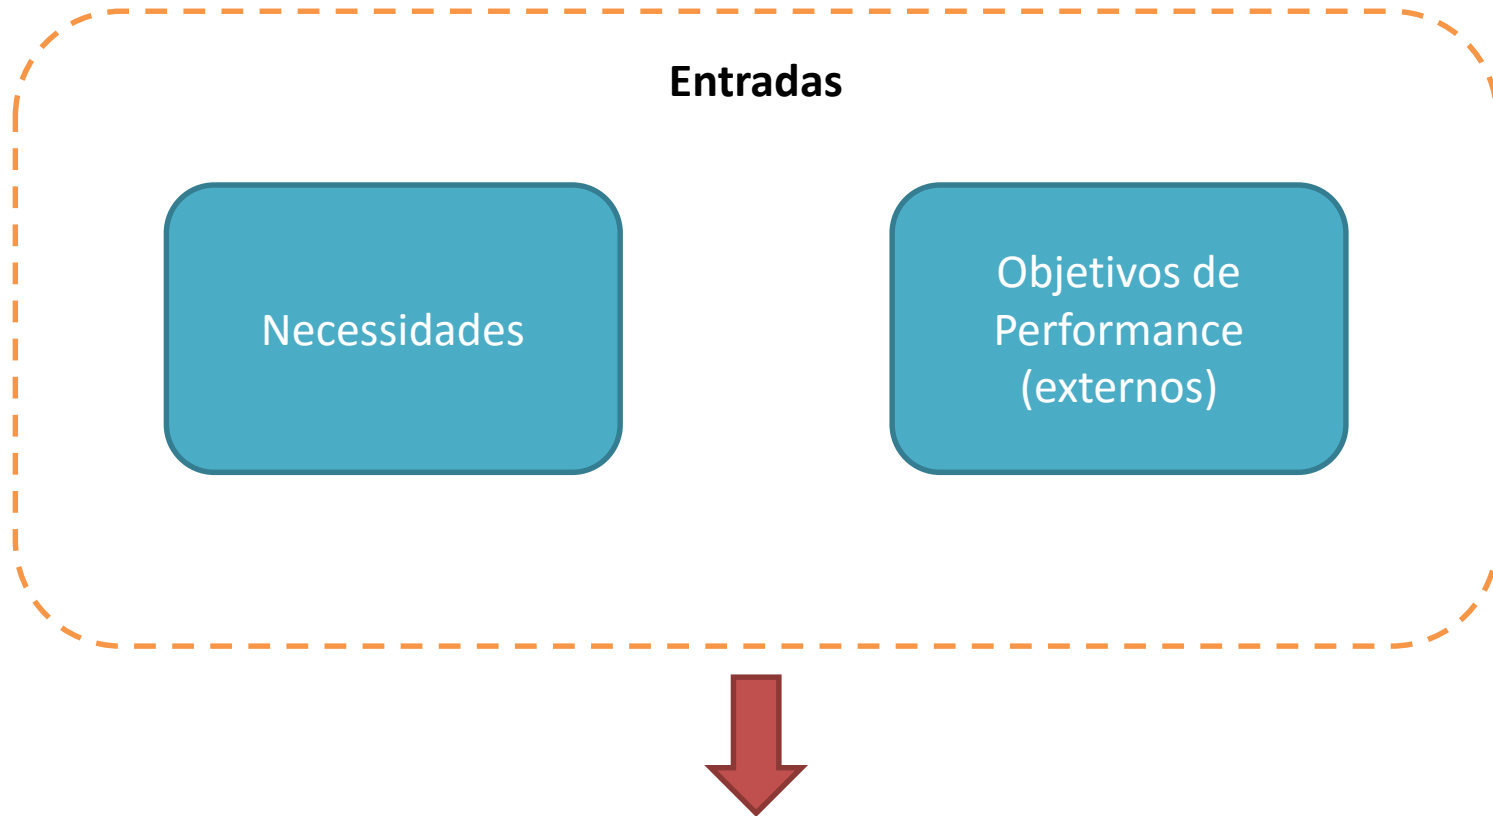 Entradas
Necessidades
Objetivos de
Performance
(externos)